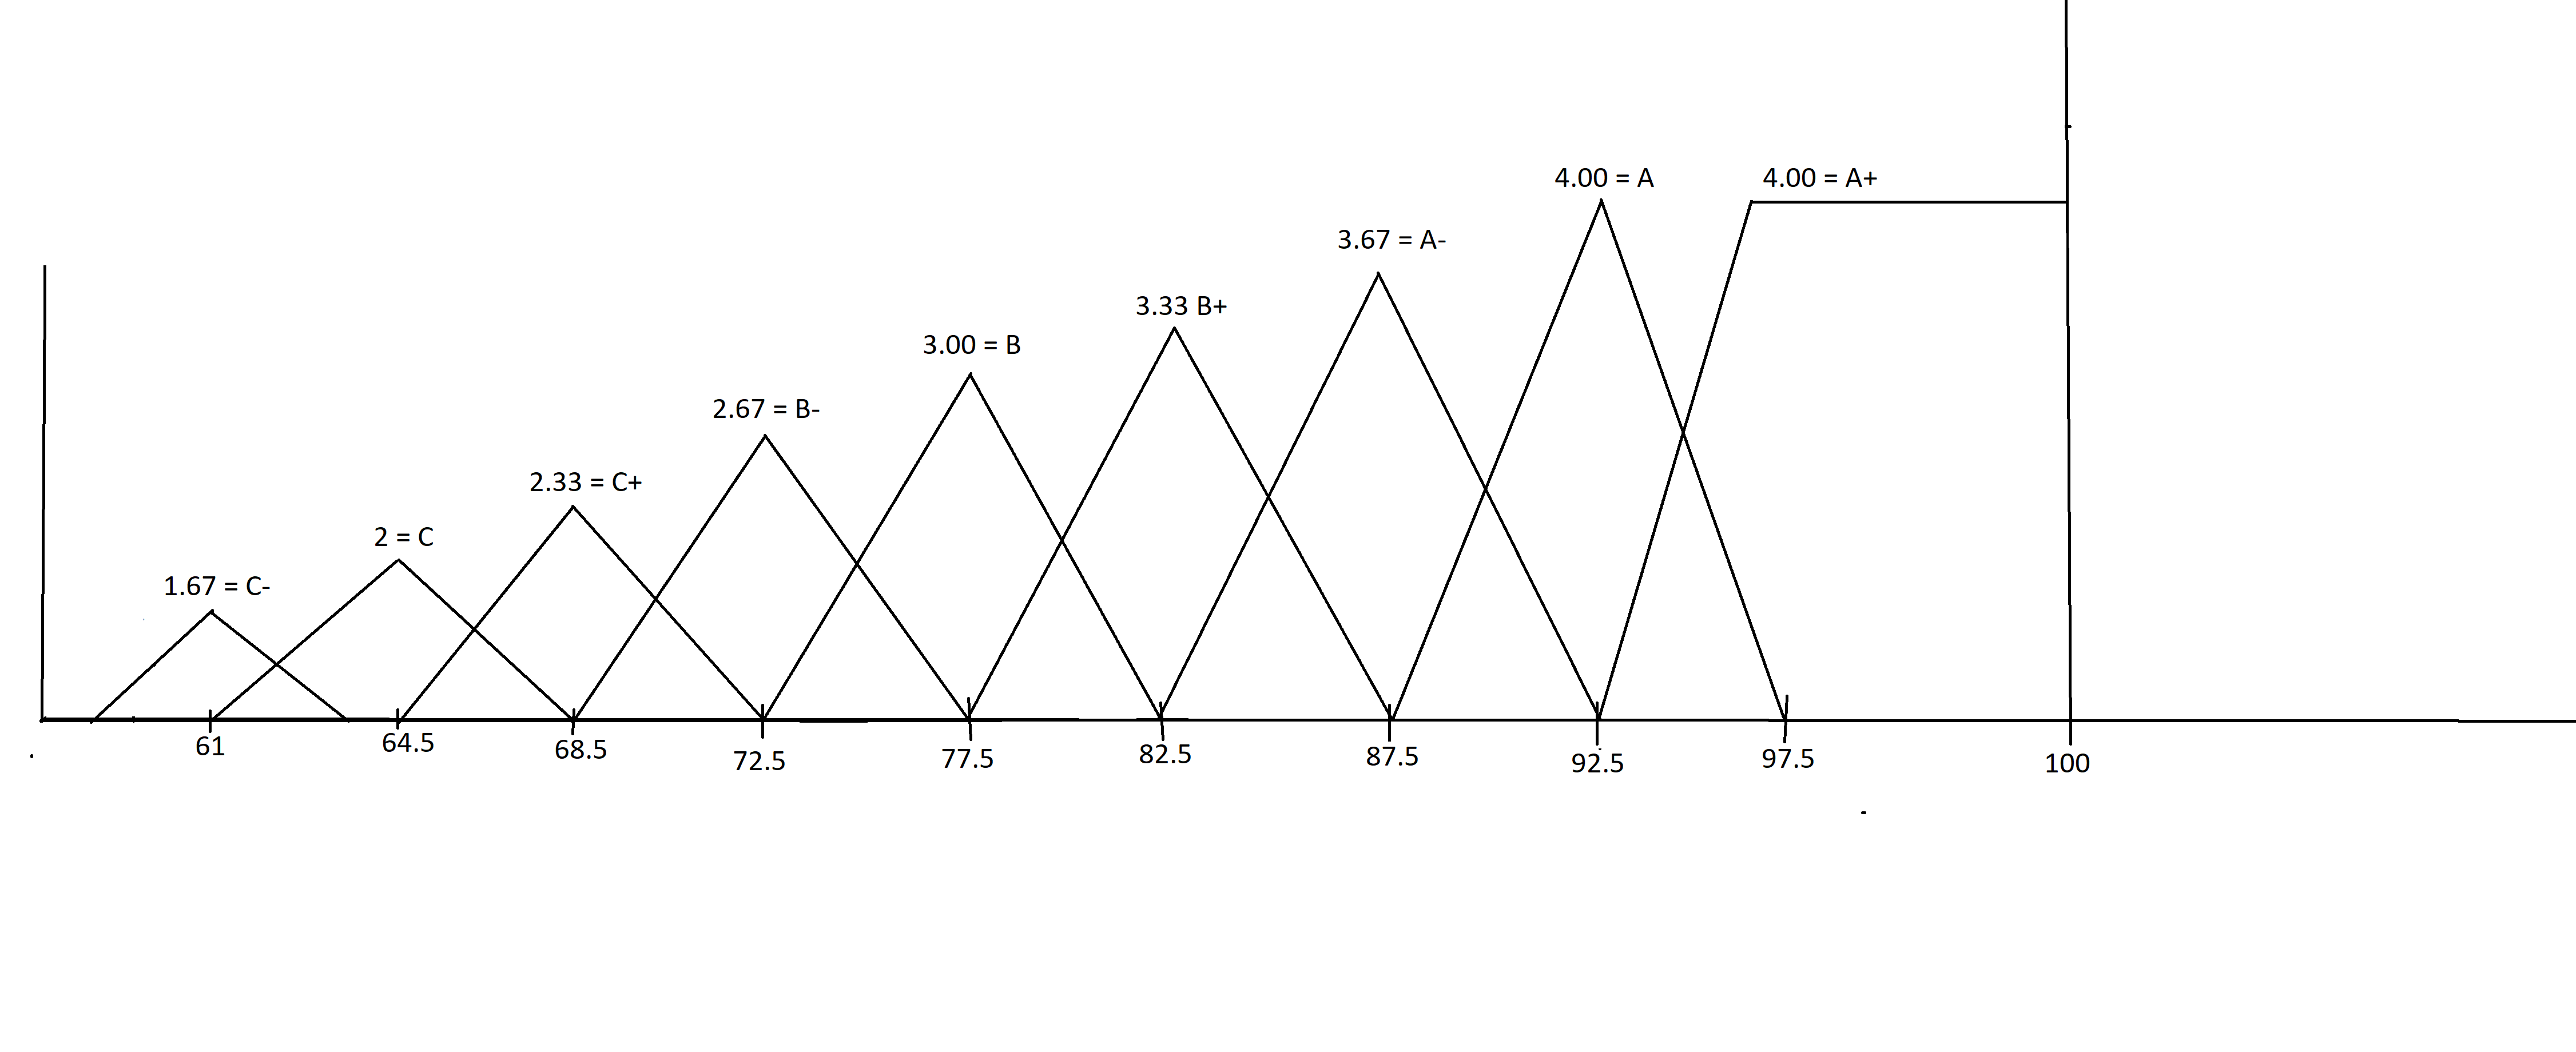 4.00 = A
4.00 = A+
3.67 = A-
3.33 B+
3.00 = B
2.67 = B-
2.33 = C+
2 = C
1.67 = C-
61
64.5
68.5
72.5
77.5
82.5
87.5
92.5
97.5
100